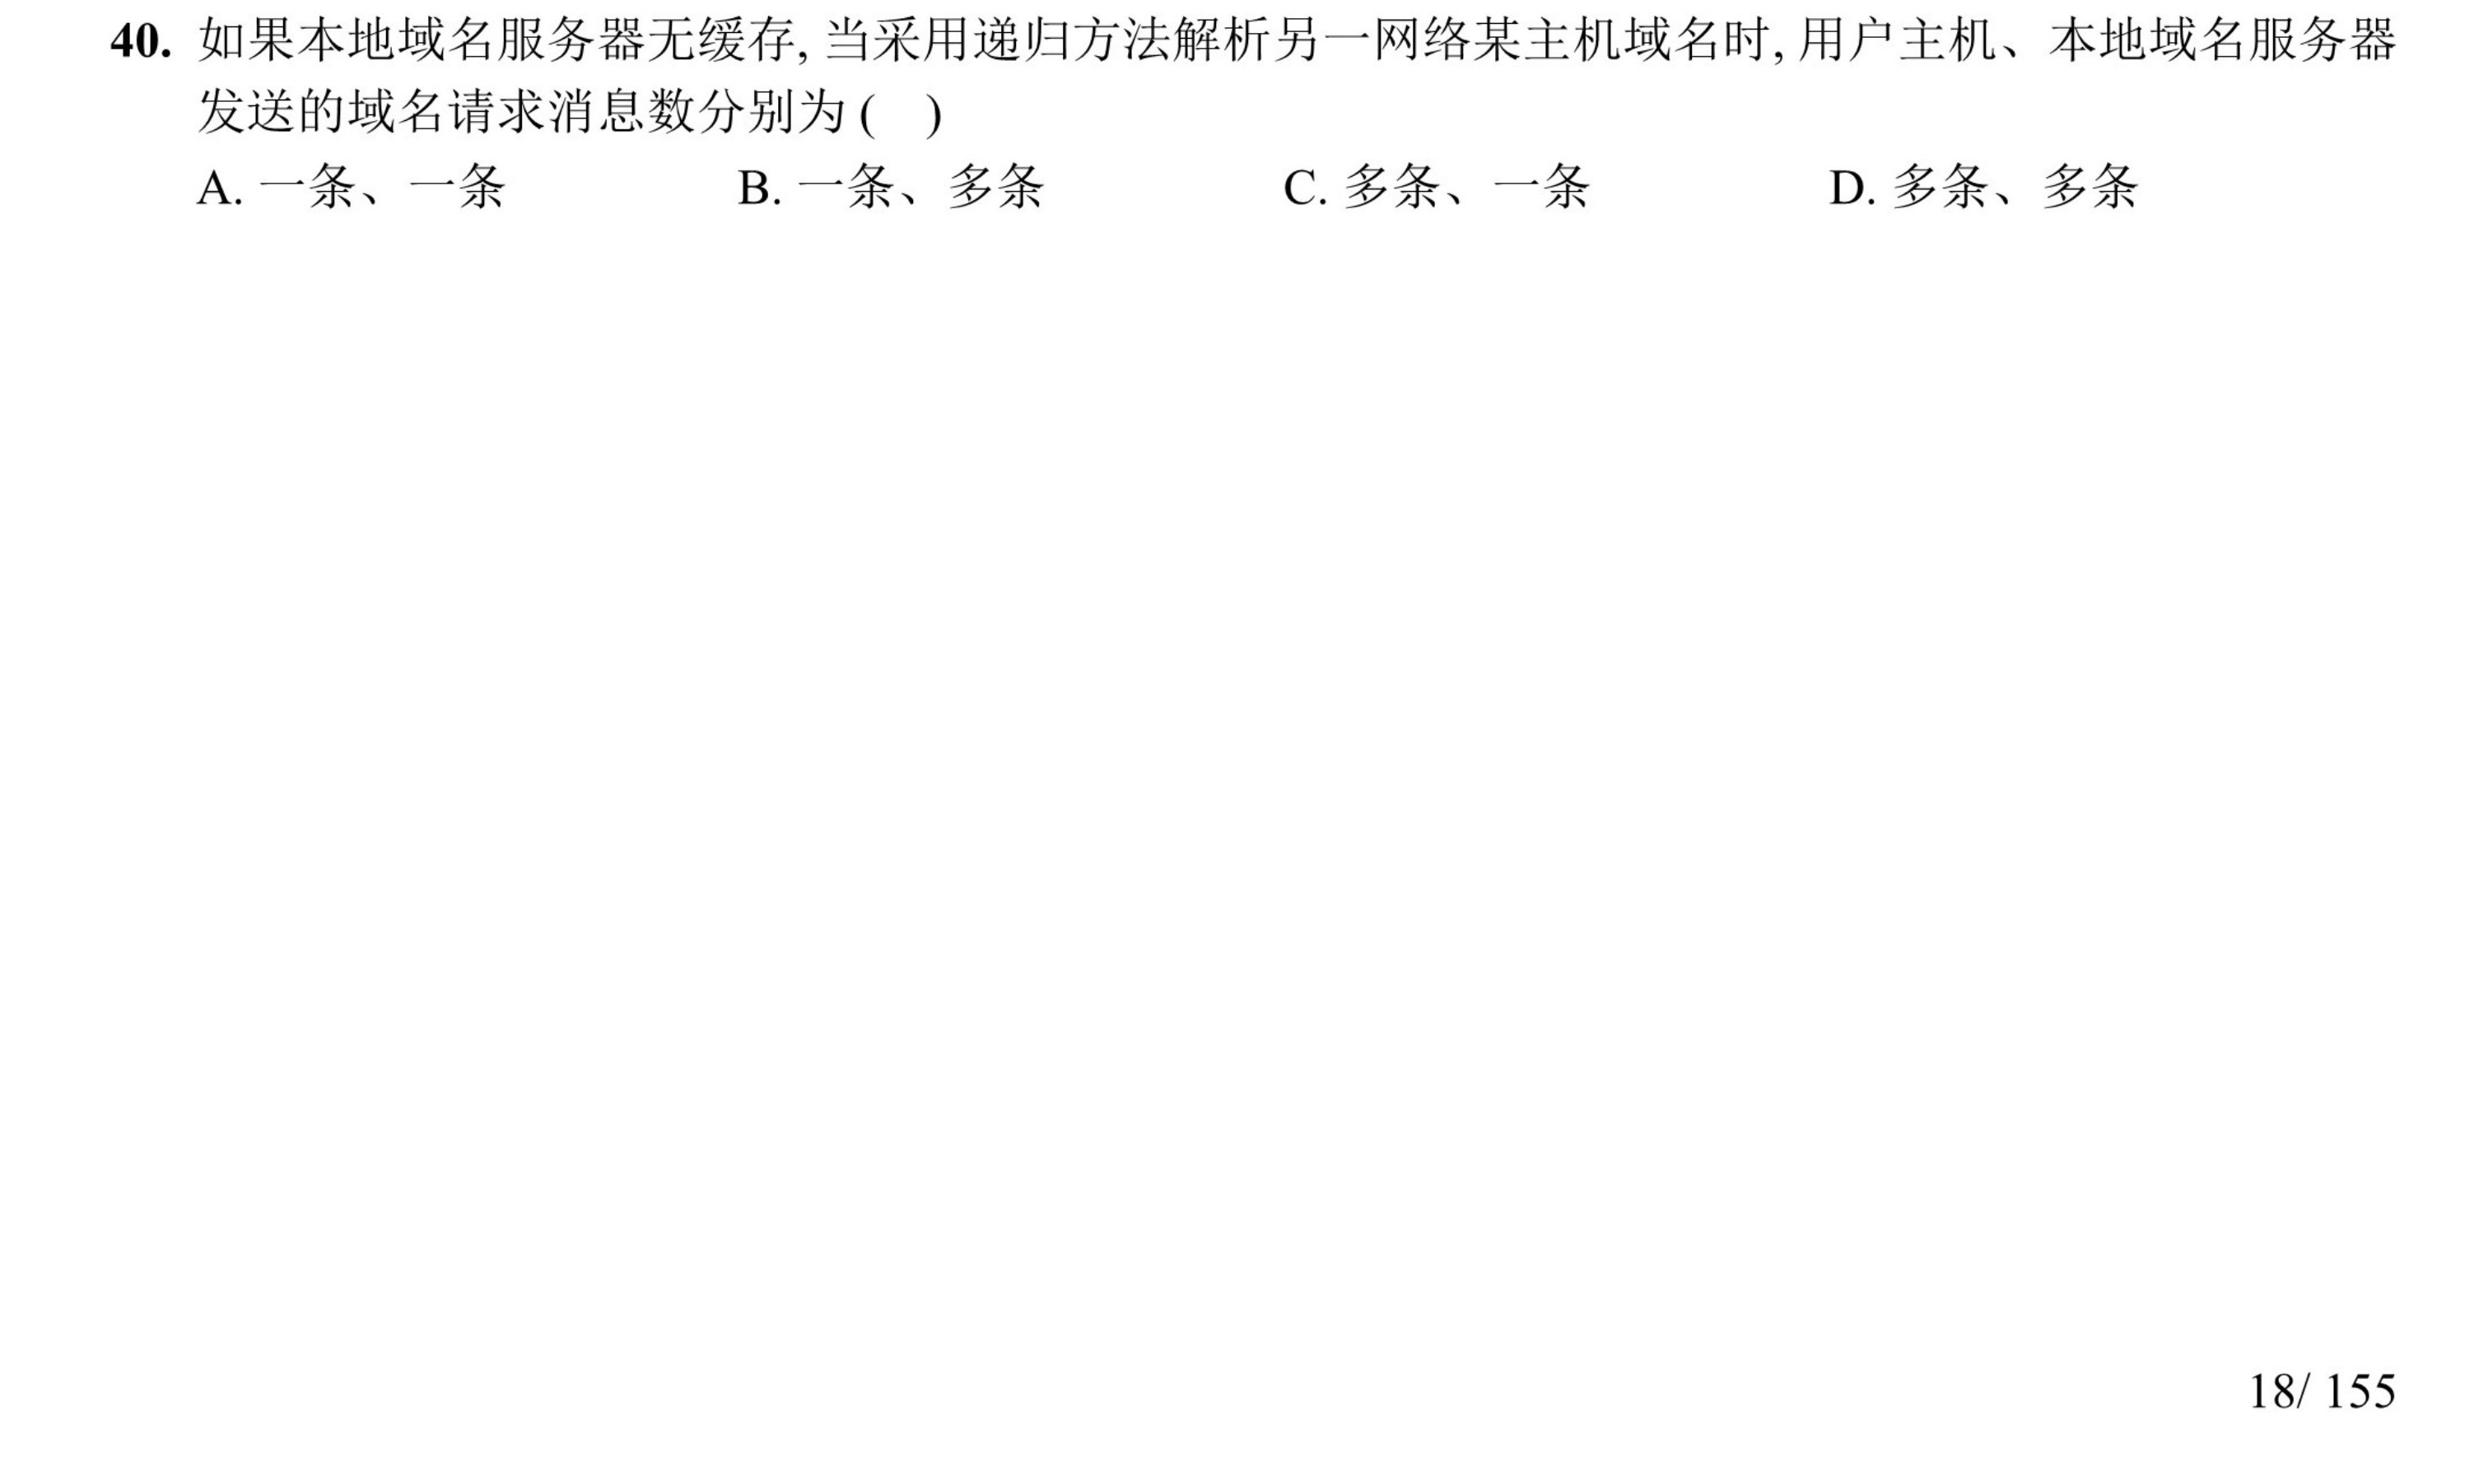 40. 如果本地域名服务器无缓存, 当采用递归方法解析另一网络某主机域名时, 用户主机、本地域名服务器
发送的域名请求消息数分别为 ( )
A. 一条、一条 B. 一条、多条 C. 多条、一条 D. 多条、多条
18/ 155